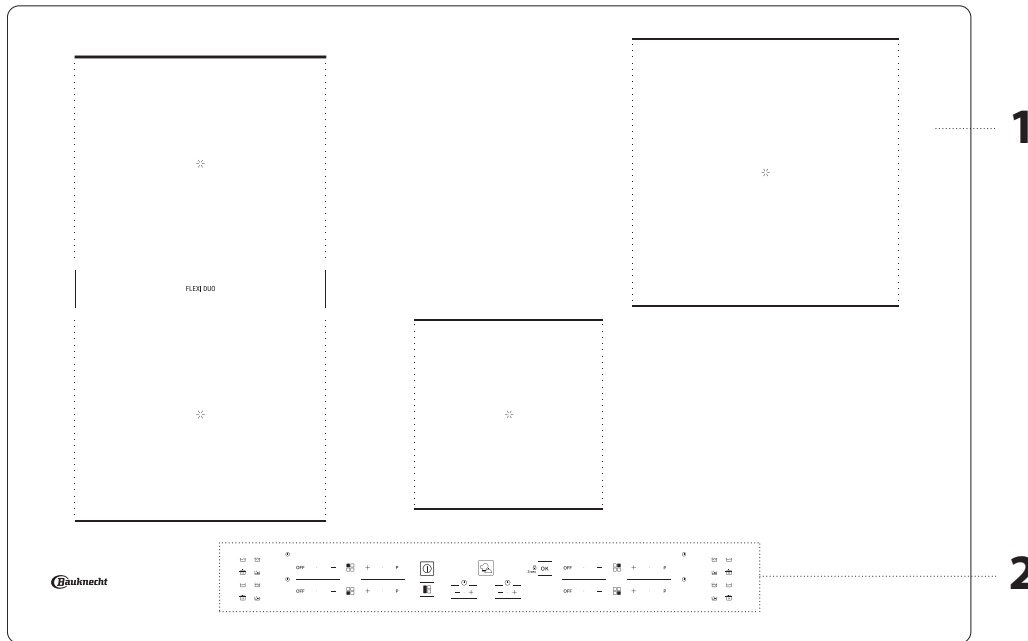 1
FLEXI DUO
2
Bauknecht
OFF - + P OK OFF - + P
- + - +
OFF - + P OFF - + P